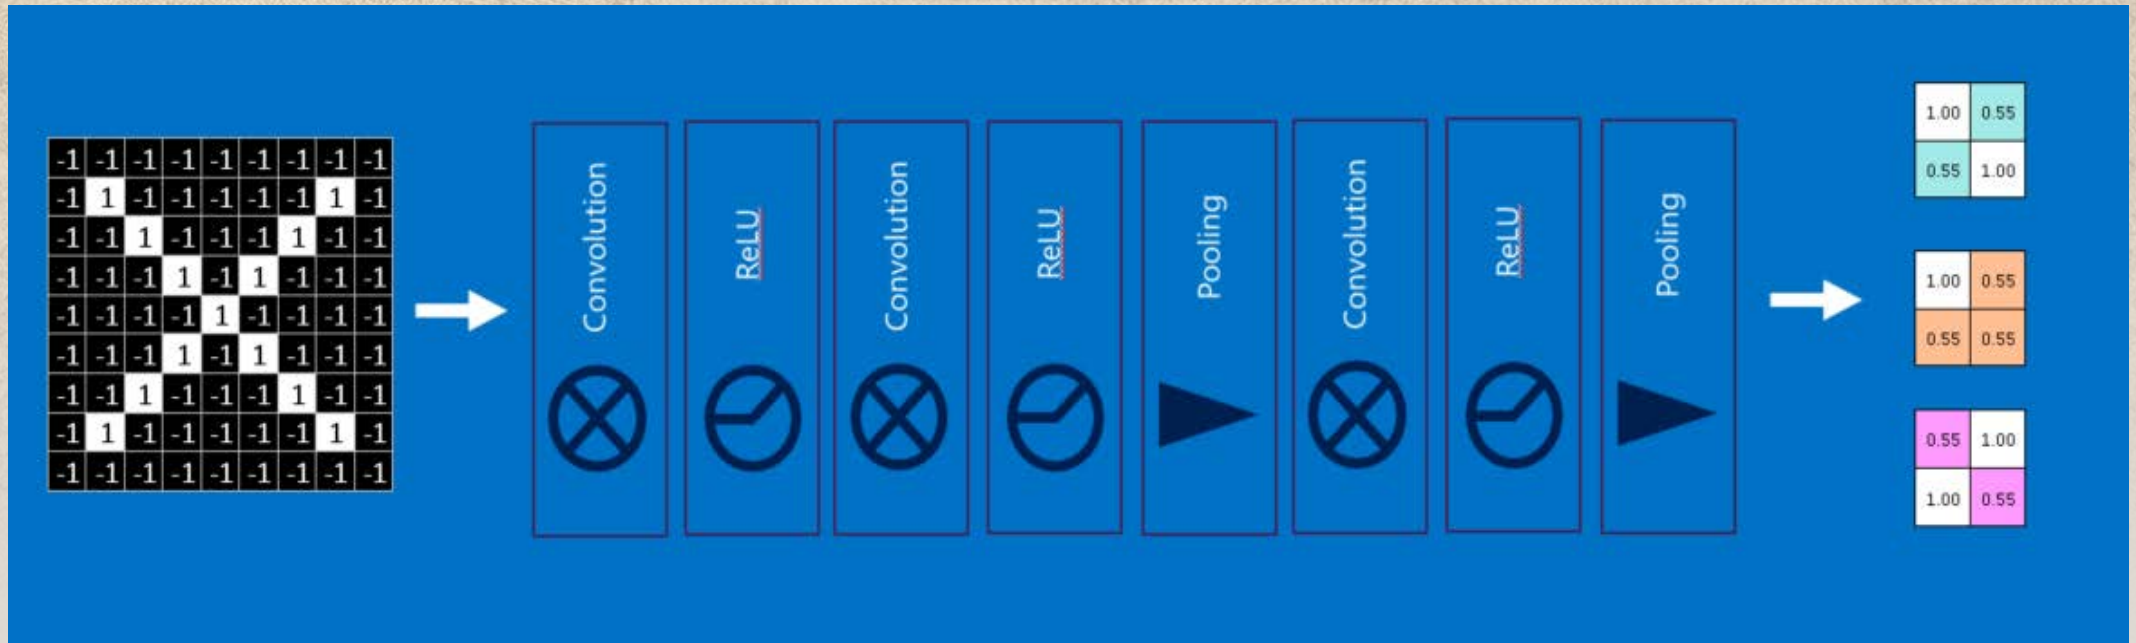 -1 -1 -1 -1 -1 -1 -1 -1 -1
-1 1 -1 -1 -1 -1 -1 1 -1
-1 -1 1 -1 -1 -1 1 -1 -1
-1 -1 -1 1 -1 1 -1 -1 -1
-1 -1 -1 -1 1 -1 -1 -1 -1
-1 -1 -1 1 -1 1 -1 -1 -1
-1 -1 1 -1 -1 -1 1 -1 -1
-1 1 -1 -1 -1 -1 -1 1 -1
-1 -1 -1 -1 -1 -1 -1 -1 -1
Convolution
ReLU
Convolution
ReLU
Pooling
Convolution
ReLU
Pooling
1.00 0.55
0.55 1.00
1.00 0.55
0.55 0.55
0.55 1.00
1.00 0.55